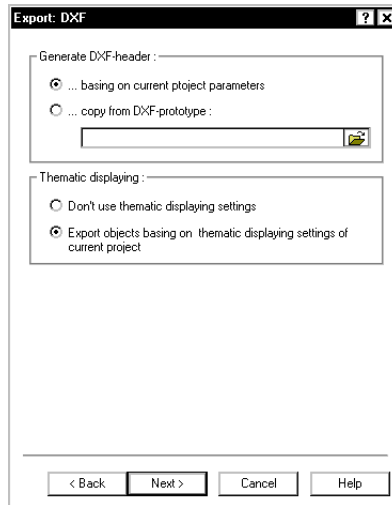 Export: DXF
Generate DXF-header :
... basing on current ptoject parameters
... copy from DXF-prototype :
Thematic displaying :
Don't use thematic displaying settings
Export objects basing on thematic displaying settings of
current project
< Back Next > Cancel Help